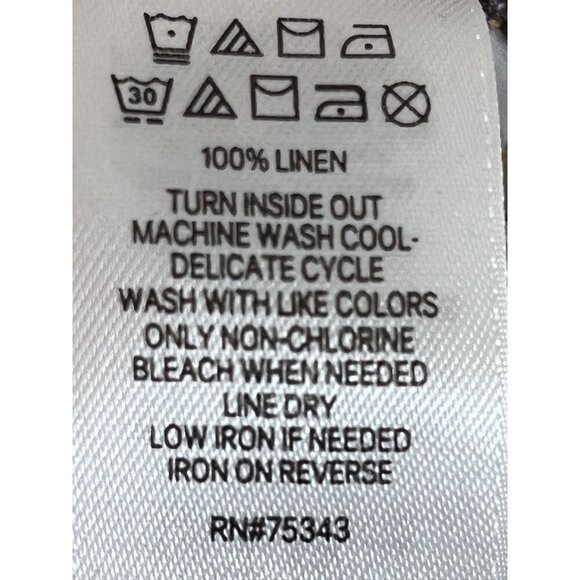 30
100% LINEN
TURN INSIDE OUT
MACHINE WASH COOL-
DELICATE CYCLE
WASH WITH LIKE COLORS
ONLY NON-CHLORINE
BLEACH WHEN NEEDED
LINE DRY
LOW IRON IF NEEDED
IRON ON REVERSE
RN#75343